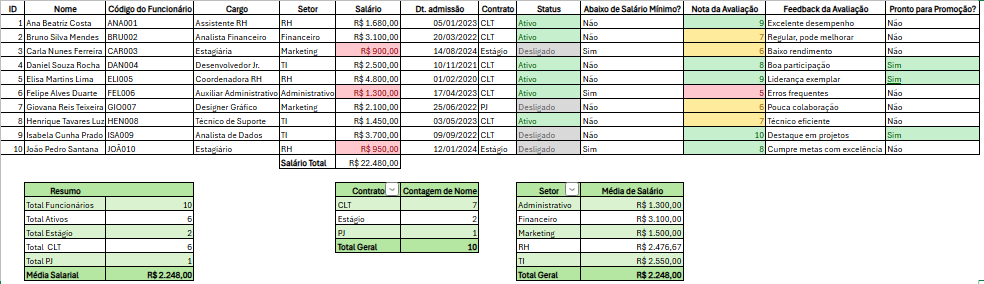 ID Nome Código do Funcionário Cargo Setor Salário Dt. admissão Contrato Status Abaixo de Salário Mínimo? Nota da Avaliação Feedback da Avaliação Pronto para Promoção?
1 Ana Beatriz Costa ANA001 Assistente RH RH R$ 1.680,00 05/01/2023 CLT Ativo Não 9 Excelente desempenho Não
2 Bruno Silva Mendes BRU002 Analista Financeiro Financeiro R$ 3.100,00 20/03/2022 CLT Ativo Não 7 Regular, pode melhorar Não
3 Carla Nunes Ferreira CAR003 Estagiária Marketing R$ 900,00 14/08/2024 Estágio Desligado Sim 6 Baixo rendimento Não
4 Daniel Souza Rocha DAN004 Desenvolvedor Jr. TI R$ 2.500,00 10/11/2021 CLT Ativo Não 8 Boa participação Sim
5 Elisa Martins Lima ELI005 Coordenadora RH RH R$ 4.800,00 01/02/2020 CLT Ativo Não 9 Liderança exemplar Sim
6 Felipe Alves Duarte FEL006 Auxiliar Administrativo Administrativo R$ 1.300,00 17/04/2023 CLT Ativo Sim 5 Erros frequentes Não
7 Giovana Reis Teixeira GIO007 Designer Gráfico Marketing R$ 2.100,00 25/06/2022 PJ Desligado Não 6 Pouca colaboração Não
8 Henrique Tavares Luz HEN008 Técnico de Suporte TI R$ 1.450,00 03/05/2023 CLT Ativo Não 7 Técnico eficiente Não
9 Isabela Cunha Prado ISA009 Analista de Dados TI R$ 3.700,00 09/09/2022 CLT Desligado Não 10 Destaque em projetos Sim
10 João Pedro Santana JOÃ010 Estagiário RH R$ 950,00 12/01/2024 Estágio Desligado Sim 8 Cumpre metas com excelência Não
Salário Total R$ 22.480,00
Resumo Contrato Contagem de Nome Setor Média de Salário
Total Funcionários 10 CLT 7 Administrativo R$ 1.300,00
Total Ativos 6 Estágio 2 Financeiro R$ 3.100,00
Total Estágio 2 PJ 1 Marketing R$ 1.500,00
Total CLT 6 Total Geral 10 RH R$ 2.476,67
Total PJ 1 TI R$ 2.550,00
Média Salarial R$ 2.248,00 Total Geral R$ 2.248,00